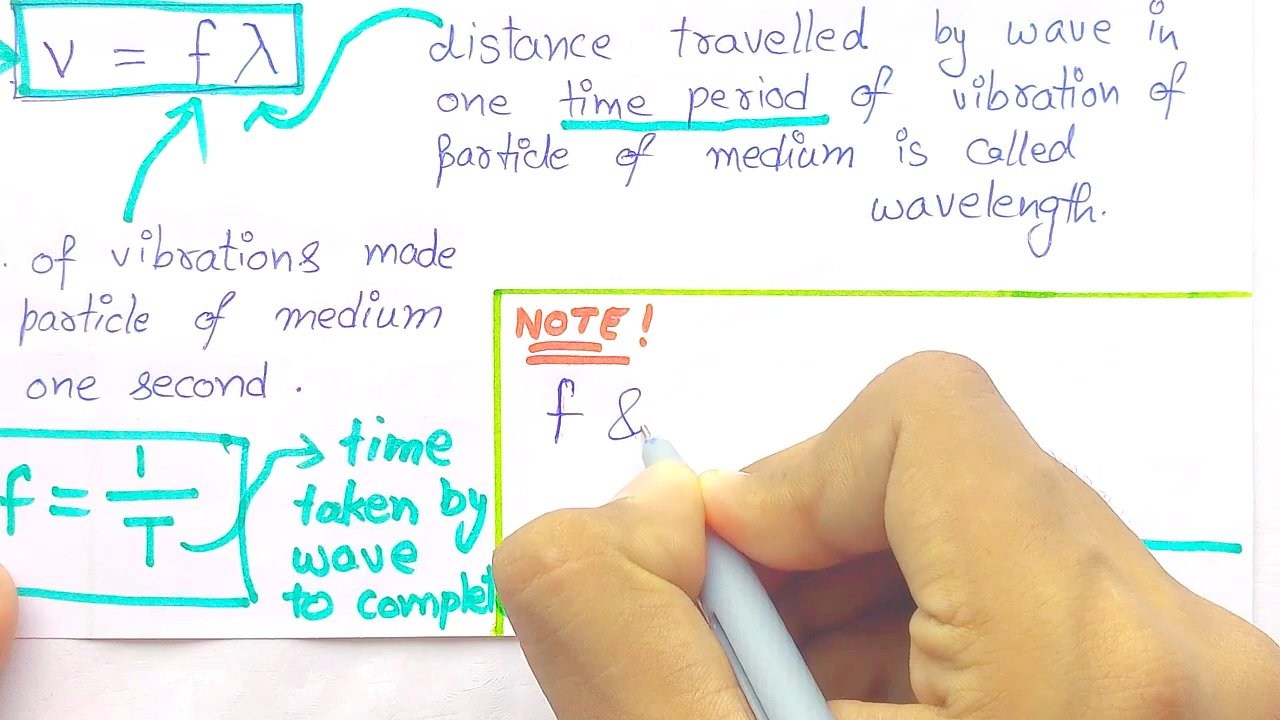 v = f λ
distance travelled by wave in
one time period of vibration of
particle of medium is called
wavelength.
. of vibrations made
particle of medium
one second .
f = 1/T
time
taken by
wave
to complet
NOTE!
f &